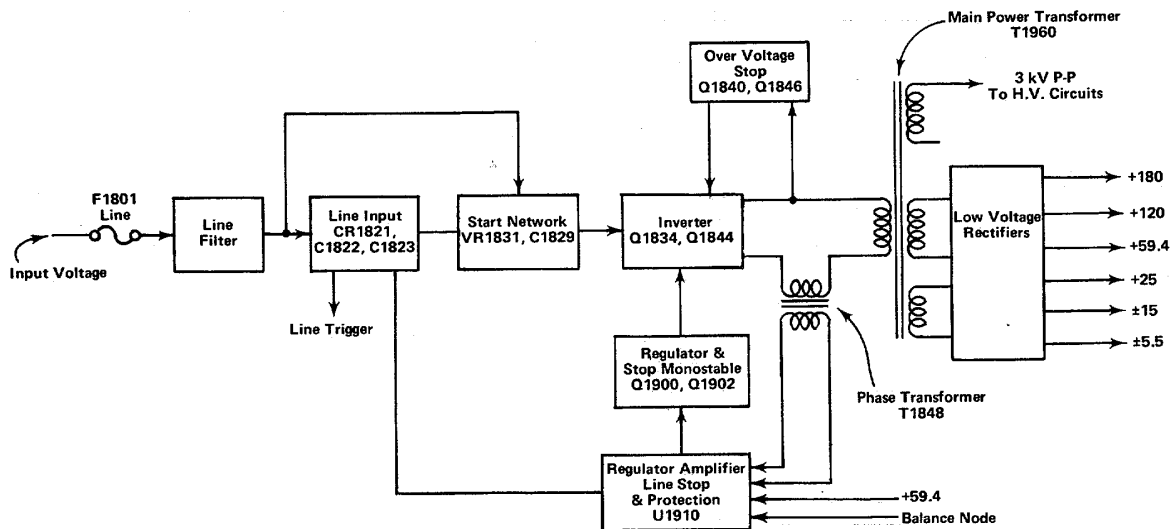 Main Power Transformer
T1960
Over Voltage
Stop
Q1840, Q1846
3 kV P-P
To H.V. Circuits
F1801
Line
Input Voltage
Line
Filter
Line Input
CR1821,
C1822, C1823
Start Network
VR1831, C1829
Inverter
Q1834, Q1844
Low Voltage
Rectifiers
+180
+120
+59.4
+25
±15
±5.5
Line Trigger
Regulator &
Stop Monostable
Q1900, Q1902
Phase Transformer
T1848
Regulator Amplifier
Line Stop
& Protection
U1910
+59.4
Balance Node